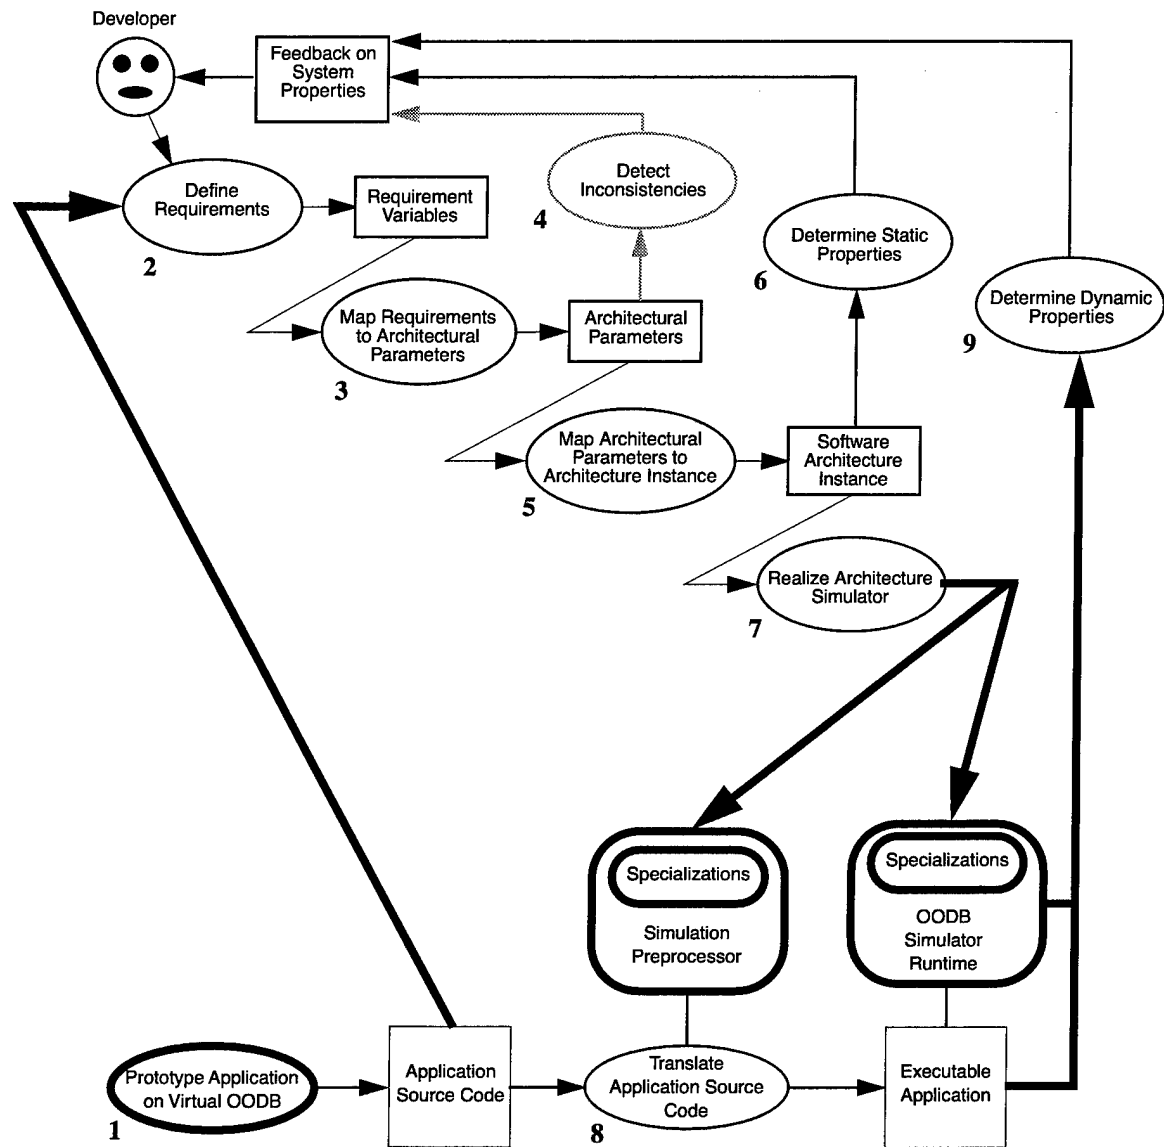 Developer
Feedback on
System
Properties
Define
Requirements
2
Requirement
Variables
Detect
Inconsistencies
4
Determine Static
Properties
6
Determine Dynamic
Properties
9
Map Requirements
to Architectural
Parameters
3
Architectural
Parameters
Map Architectural
Parameters to
Architecture Instance
5
Software
Architecture
Instance
Realize Architecture
Simulator
7
Specializations
Simulation
Preprocessor
Specializations
OODB
Simulator
Runtime
Prototype Application
on Virtual OODB
1
Application
Source Code
Translate
Application Source
Code
8
Executable
Application